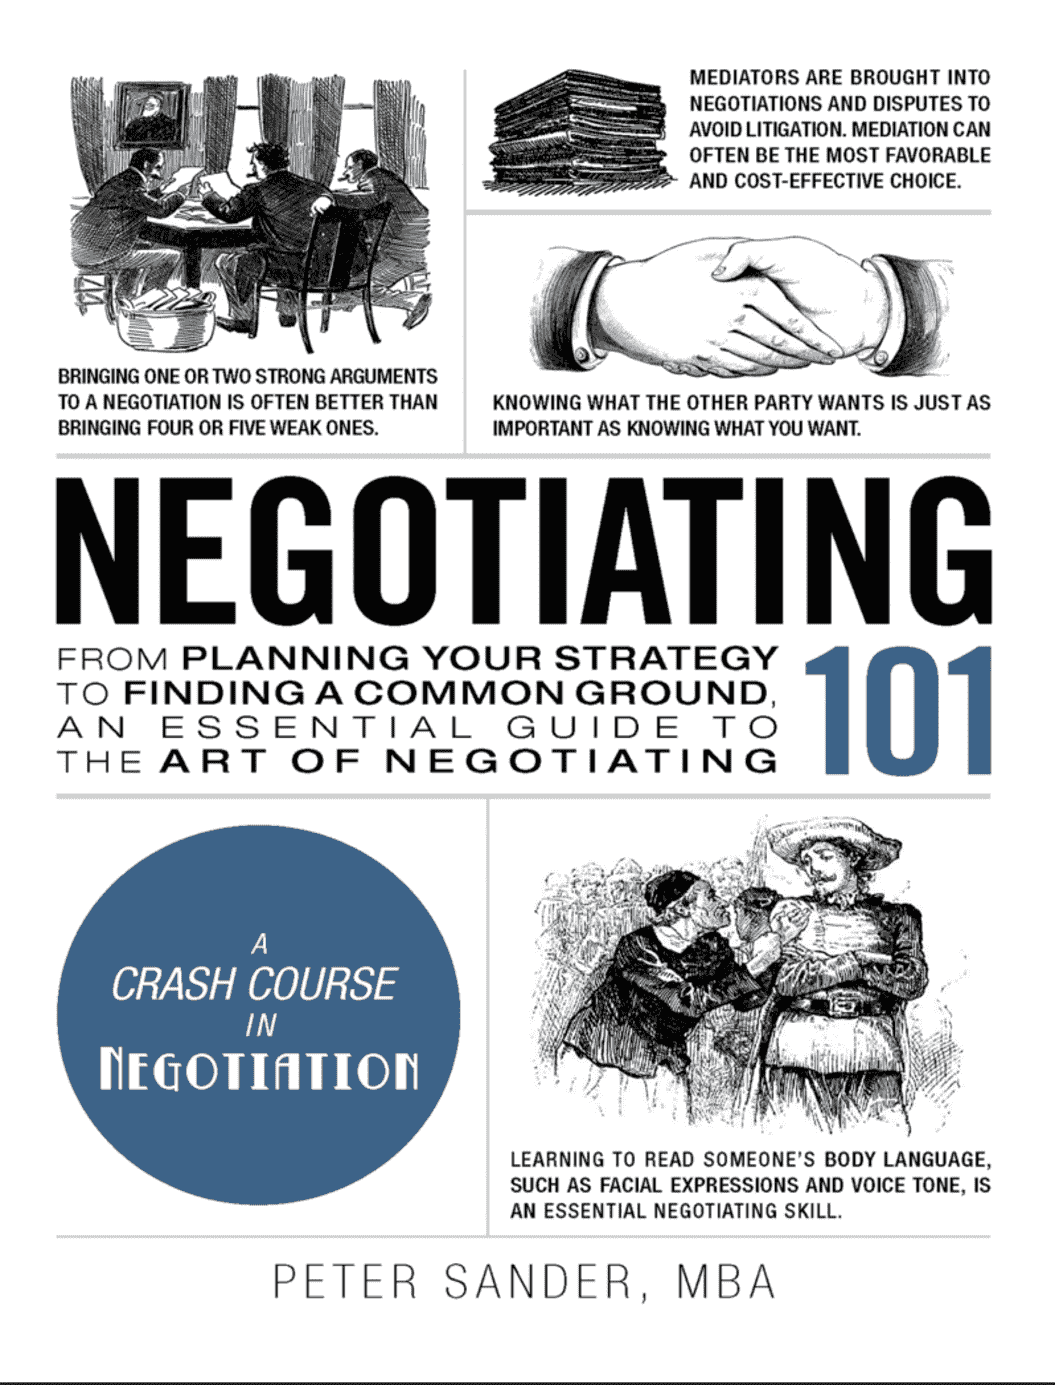 MEDIATORS ARE BROUGHT INTO
NEGOTIATIONS AND DISPUTES TO
AVOID LITIGATION. MEDIATION CAN
OFTEN BE THE MOST FAVORABLE
AND COST-EFFECTIVE CHOICE.
BRINGING ONE OR TWO STRONG ARGUMENTS
TO A NEGOTIATION IS OFTEN BETTER THAN
BRINGING FOUR OR FIVE WEAK ONES.
KNOWING WHAT THE OTHER PARTY WANTS IS JUST AS
IMPORTANT AS KNOWING WHAT YOU WANT.
NEGOTIATING
101
FROM PLANNING YOUR STRATEGY
TO FINDING A COMMON GROUND,
AN ESSENTIAL GUIDE TO
THE ART OF NEGOTIATING
A
CRASH COURSE
IN
NEGOTIATION
LEARNING TO READ SOMEONE'S BODY LANGUAGE,
SUCH AS FACIAL EXPRESSIONS AND VOICE TONE, IS
AN ESSENTIAL NEGOTIATING SKILL.
PETER SANDER, MBA